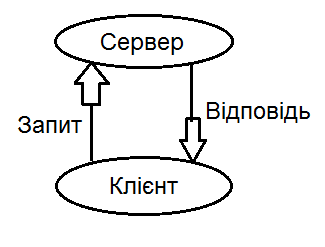 Сервер
Запит
Відповідь
Клієнт